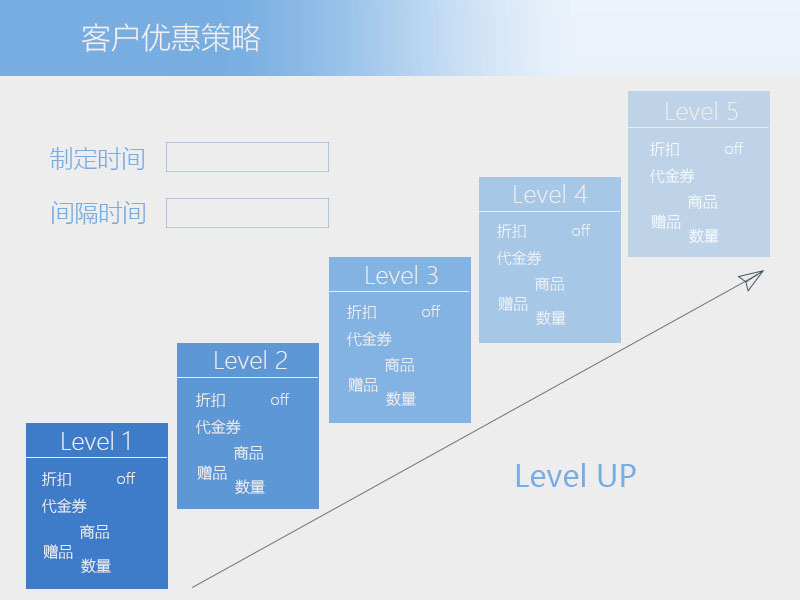 客户优惠策略
制定时间
间隔时间
Level 1
折扣 off
代金券
赠品
商品
数量
Level 2
折扣 off
代金券
赠品
商品
数量
Level 3
折扣 off
代金券
赠品
商品
数量
Level 4
折扣 off
代金券
赠品
商品
数量
Level 5
折扣 off
代金券
赠品
商品
数量
Level UP